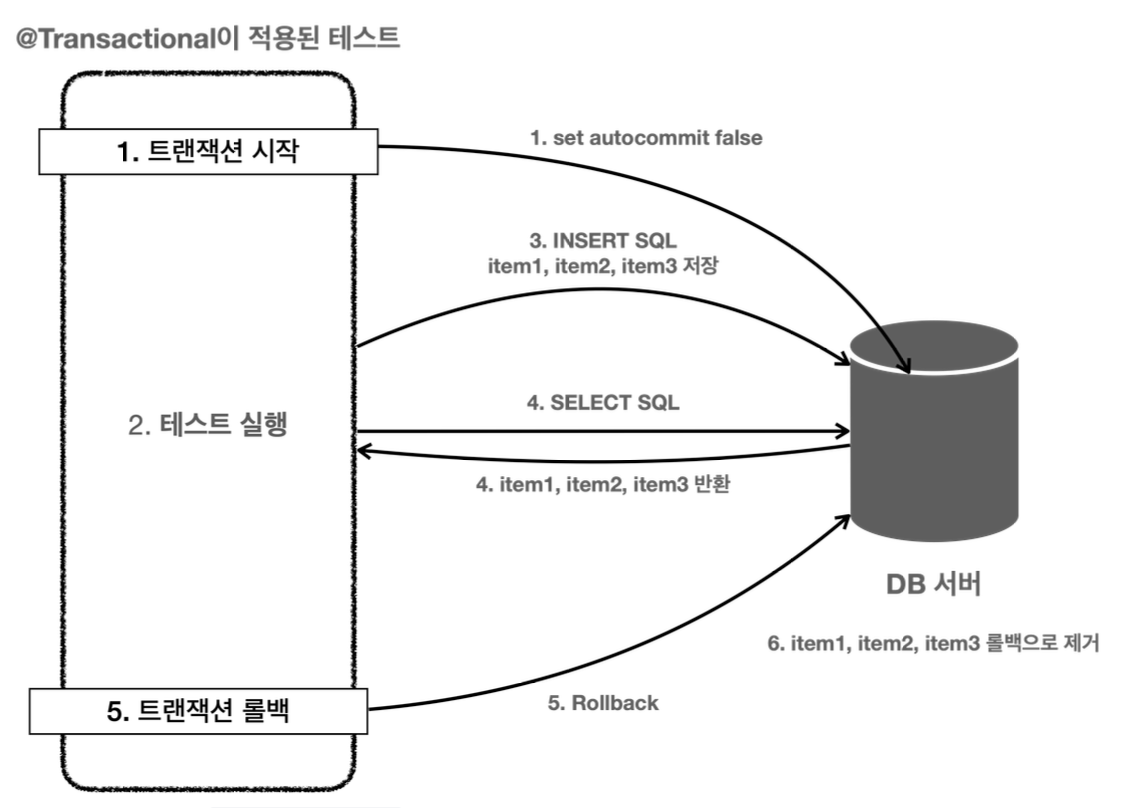 @Transactional이 적용된 테스트
1. 트랜잭션 시작
1. set autocommit false
3. INSERT SQL
item1, item2, item3 저장
2. 테스트 실행
4. SELECT SQL
4. item1, item2, item3 반환
DB 서버
6. item1, item2, item3 롤백으로 제거
5. 트랜잭션 롤백
5. Rollback